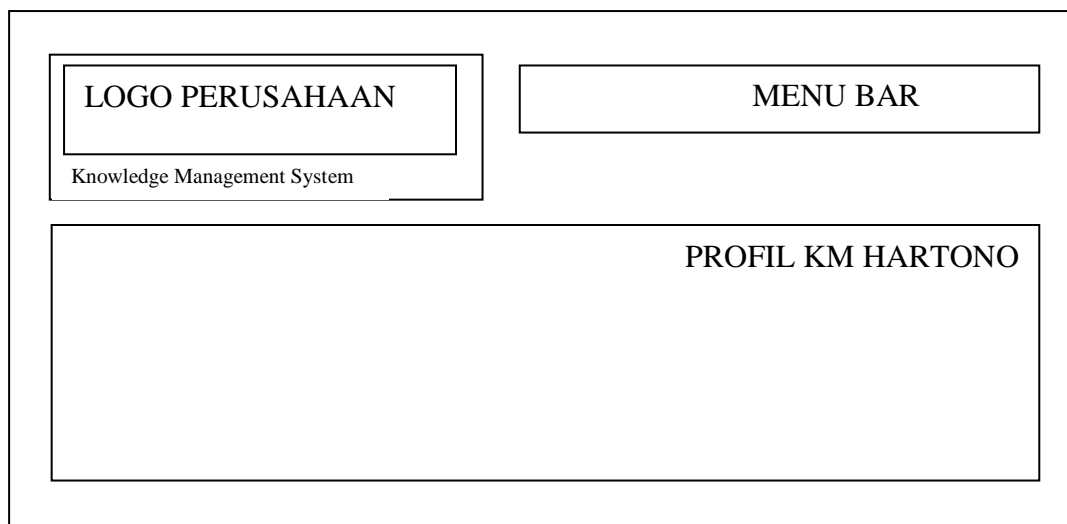 LOGO PERUSAHAAN
MENU BAR
Knowledge Management System
PROFIL KM HARTONO